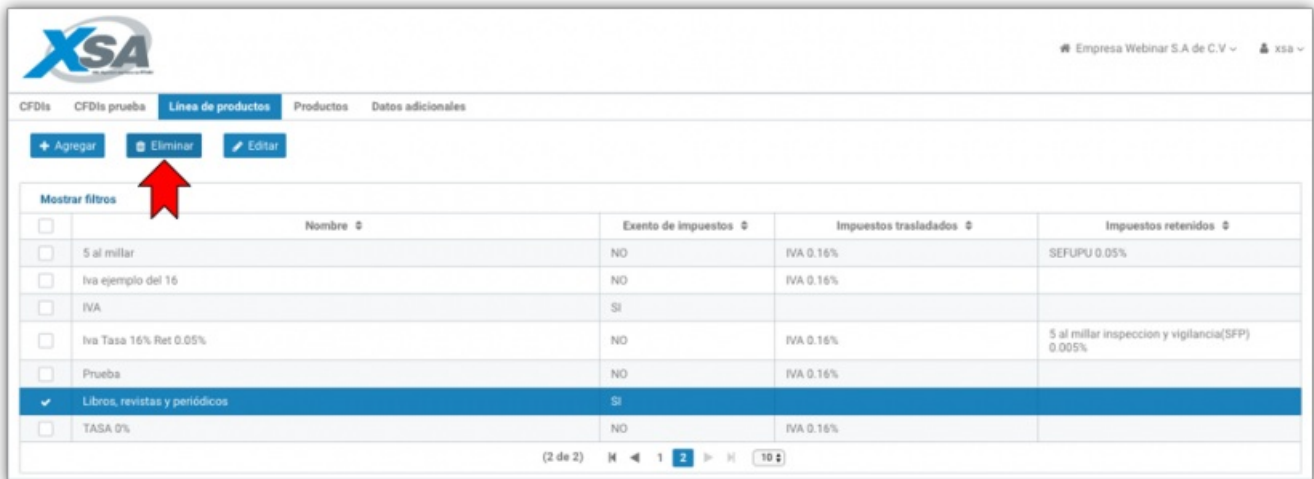 XSA
Empresa Webinar S.A de C.V xsa
CFDIs CFDIs prueba Línea de productos Productos Datos adicionales
Agregar Eliminar Editar
Mostrar filtros
Nombre Exento de impuestos Impuestos trasladados Impuestos retenidos
5 al millar NO IVA 0.16% SEFUPU 0.05%
Iva ejemplo del 16 NO IVA 0.16%
IVA SI
Iva Tasa 16% Ret 0.05% NO IVA 0.16% 5 al millar inspeccion y vigilancia(SFP)
0.005%
Prueba NO IVA 0.16%
Libros, revistas y periódicos SI
TASA 0% NO IVA 0.16%
(2 de 2) 1 2 10